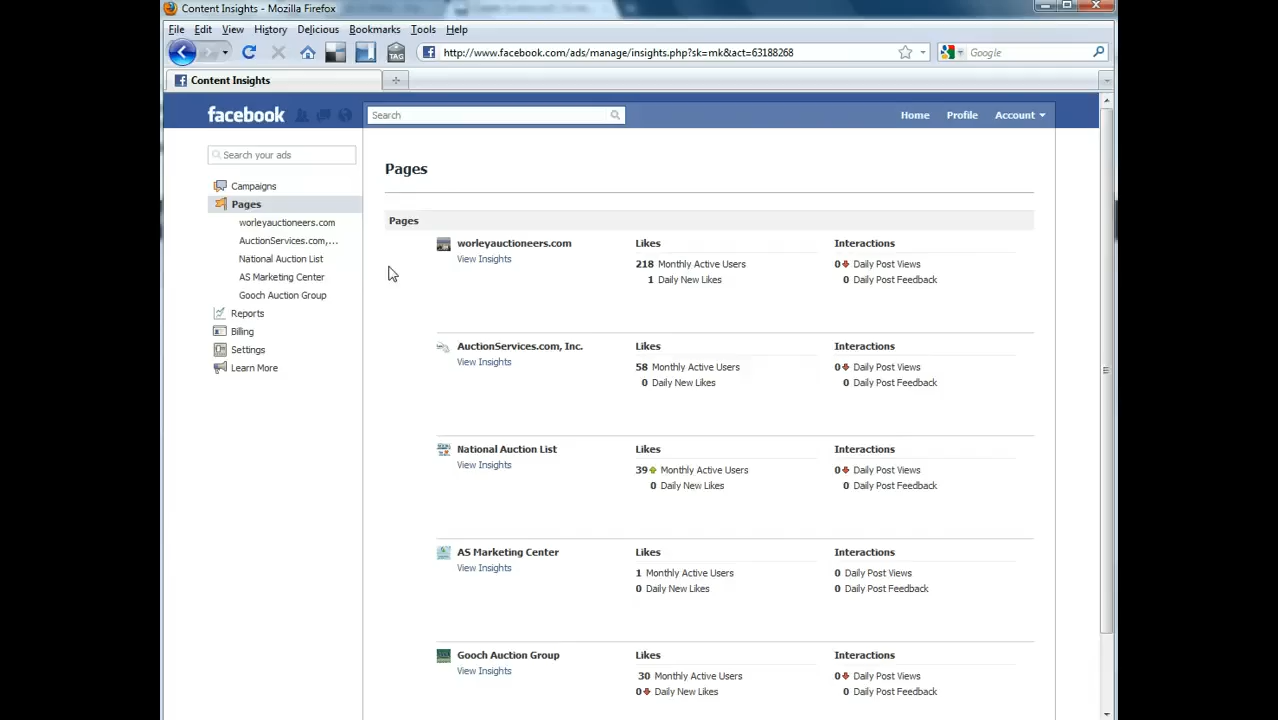 Content Insights - Mozilla Firefox
File Edit View History Delicious Bookmarks Tools Help
TAG
http://www.facebook.com/ads/manage/insights.php?sk=mk&act=63188268
Google
Content Insights
facebook
Search
Home Profile Account
Search your ads
Campaigns
Pages
worleyauctioneers.com
AuctionServices.com,...
National Auction List
AS Marketing Center
Gooch Auction Group
Reports
Billing
Settings
Learn More
Pages
Pages
worleyauctioneers.com Likes Interactions
View Insights 218 Monthly Active Users 0 Daily Post Views
1 Daily New Likes 0 Daily Post Feedback
AuctionServices.com, Inc. Likes Interactions
View Insights 58 Monthly Active Users 0 Daily Post Views
0 Daily New Likes 0 Daily Post Feedback
National Auction List Likes Interactions
View Insights 39 Monthly Active Users 0 Daily Post Views
0 Daily New Likes 0 Daily Post Feedback
AS Marketing Center Likes Interactions
View Insights 1 Monthly Active Users 0 Daily Post Views
0 Daily New Likes 0 Daily Post Feedback
Gooch Auction Group Likes Interactions
View Insights 30 Monthly Active Users 0 Daily Post Views
0 Daily New Likes 0 Daily Post Feedback